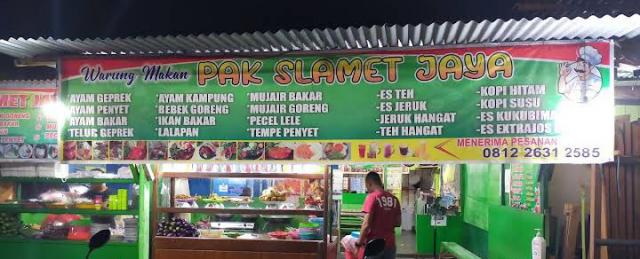 Warung Makan PAK SLAMET JAYA
*AYAM GEPREK
*AYAM PENYET
*AYAM BAKAR
*TELUR GEPREK
*AYAM KAMPUNG
*BEBEK GORENG
*IKAN BAKAR
*LALAPAN
*MUJAIR BAKAR
*MUJAIR GORENG
*PECEL LELE
*TEMPE PENYET
-ES TEH
-ES JERUK
-JERUK HANGAT
-TEH HANGAT
-KOPI HITAM
-KOPI SUSU
-ES KUKUBIMA
-ES EXTRAJOS
MENERIMA PESANAN
0812 2631 2585
98